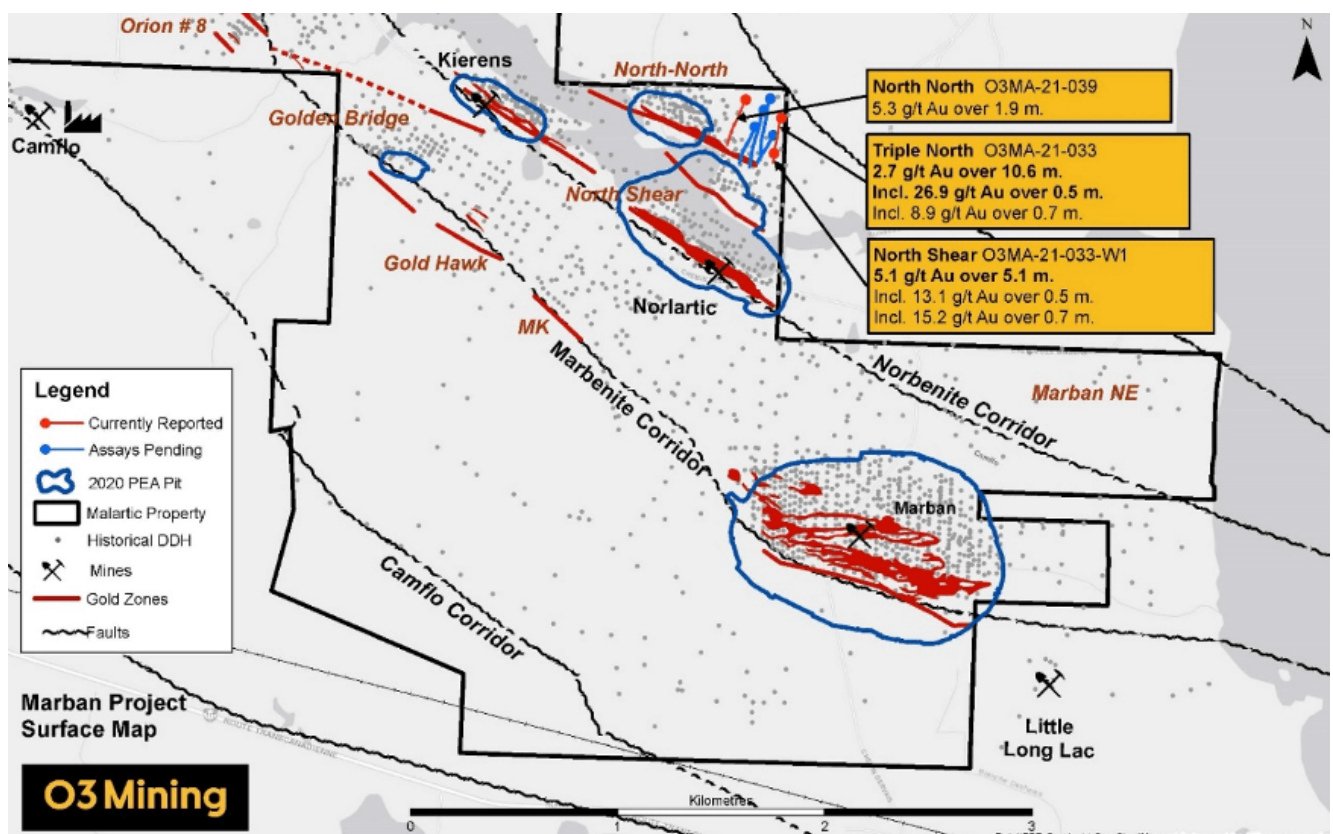 Orion # 8
Kierens
North-North
N
North North O3MA-21-039
5.3 g/t Au over 1.9 m.
Golden Bridge
Camflo
Triple North O3MA-21-033
2.7 g/t Au over 10.6 m.
Incl. 26.9 g/t Au over 0.5 m.
Incl. 8.9 g/t Au over 0.7 m.
North Shear
Gold Hawk
North Shear O3MA-21-033-W1
5.1 g/t Au over 5.1 m.
Incl. 13.1 g/t Au over 0.5 m.
Incl. 15.2 g/t Au over 0.7 m.
Norlartic
MK
Marbenite Corridor
Norbenite Corridor
Marban NE
Legend
Currently Reported
Assays Pending
2020 PEA Pit
Malartic Property
Historical DDH
Mines
Gold Zones
Faults
Camflo
Marban
Camflo Corridor
Marban Project
Surface Map
ROUTE TRANSCANADIENNE
Little
Long Lac
O3 Mining
Kilometres
0 1 2 3